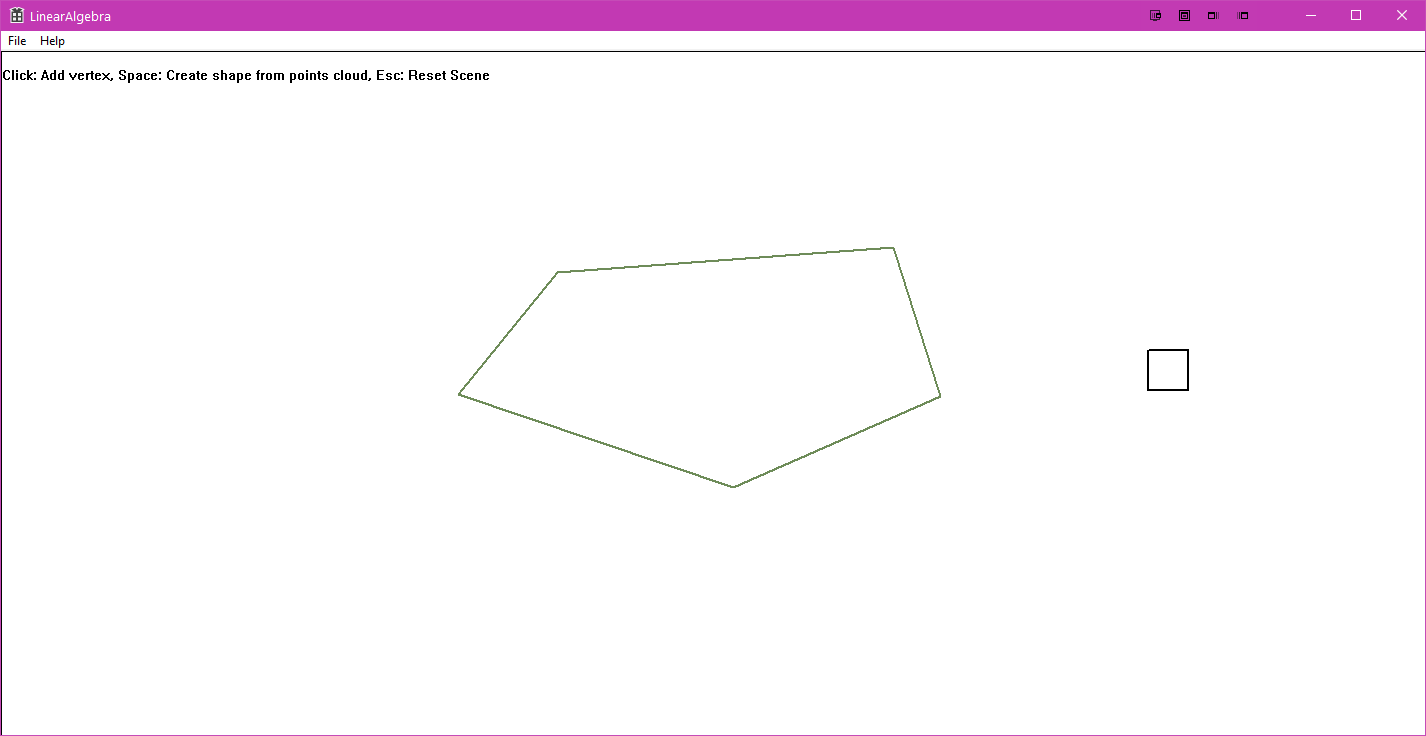 LinearAlgebra
File Help
Click: Add vertex, Space: Create shape from points cloud, Esc: Reset Scene